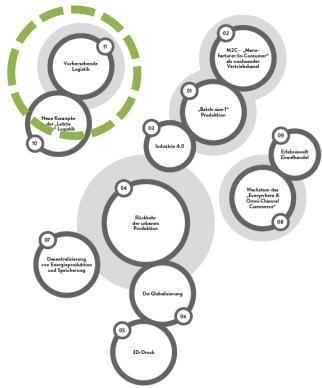 11
Vorhersehende
Logistik
Neue Konzepte
der „Letzte
Logistik
10
02
M2C – „Manu-
facturer-to-Consumer“
als wachsender
Vertriebskanal
01
„Batch-size-1“
Produktion
03
Industrie 4.0
09
Erlebniswelt
Einzelhandel
Wachstum des
„Everywhere &
Omni-Channel
Commerce“
08
04
Rückkehr
der urbanen
Produktion
07
Dezentralisierung
von Energieproduktion
und Speicherung
De-Globalisierung
06
05
3D-Druck